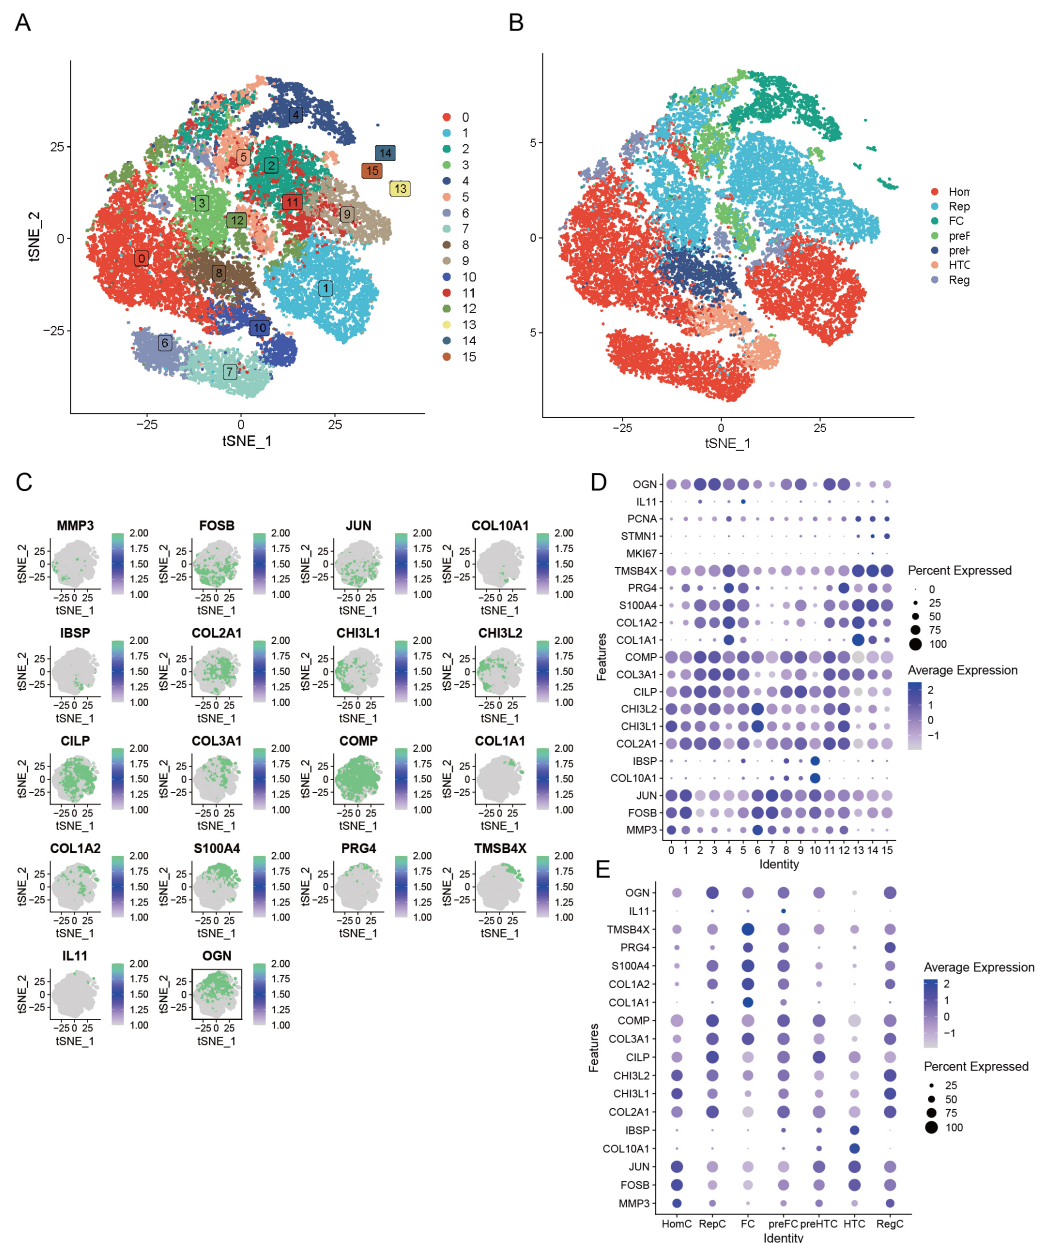 A
B
tSNE_2
25
0
−25
−25
0
25
tSNE_1
0
1
2
3
4
5
6
7
8
9
10
11
12
13
14
15
4
14
15
13
5
2
3
11
9
12
0
8
1
10
6
7
5
0
5
−25
0
25
tSNE_1
Hom
Rep
FC
preF
preH
HTC
Reg
C
MMP3
FOSB
JUN
COL10A1
IBSP
COL2A1
CHI3L1
CHI3L2
CILP
COL3A1
COMP
COL1A1
COL1A2
S100A4
PRG4
TMSB4X
IL11
OGN
tSNE_2
25
0
−25
−25 0 25
tSNE_1
2.00
1.75
1.50
1.25
1.00
D
Features
OGN
IL11
PCNA
STMN1
MKI67
TMSB4X
PRG4
S100A4
COL1A2
COL1A1
COMP
COL3A1
CILP
CHI3L2
CHI3L1
COL2A1
IBSP
COL10A1
JUN
FOSB
MMP3
0 1 2 3 4 5 6 7 8 9 10 11 12 13 14 15
Identity
Percent Expressed
0
25
50
75
100
Average Expression
2
1
0
−1
E
Features
OGN
IL11
TMSB4X
PRG4
S100A4
COL1A2
COL1A1
COMP
COL3A1
CILP
CHI3L2
CHI3L1
COL2A1
IBSP
COL10A1
JUN
FOSB
MMP3
HomC RepC FC preFC preHTC HTC RegC
Identity
Average Expression
2
1
0
−1
Percent Expressed
25
50
75
100